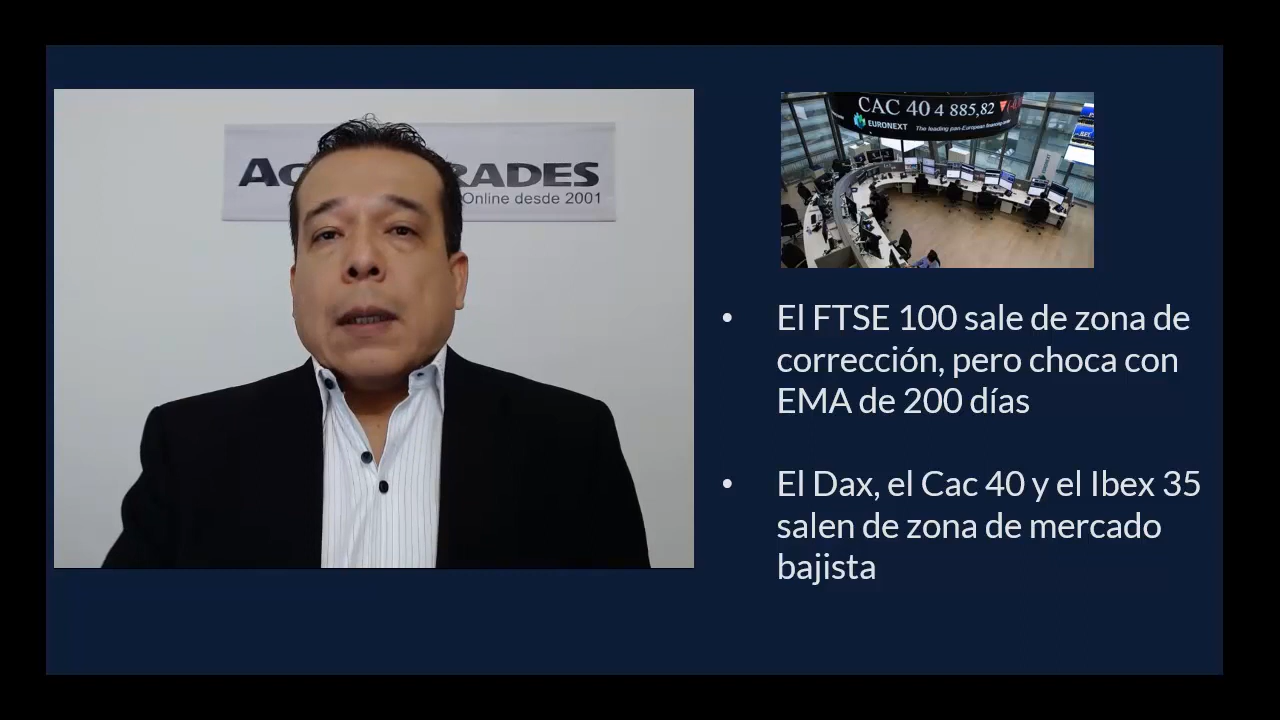 RADES
Online desde 2001
CAC 40 4 885,82
EURONEXT The leading pan-European
El FTSE 100 sale de zona de
corrección, pero choca con
EMA de 200 días
El Dax, el Cac 40 y el Ibex 35
salen de zona de mercado
bajista